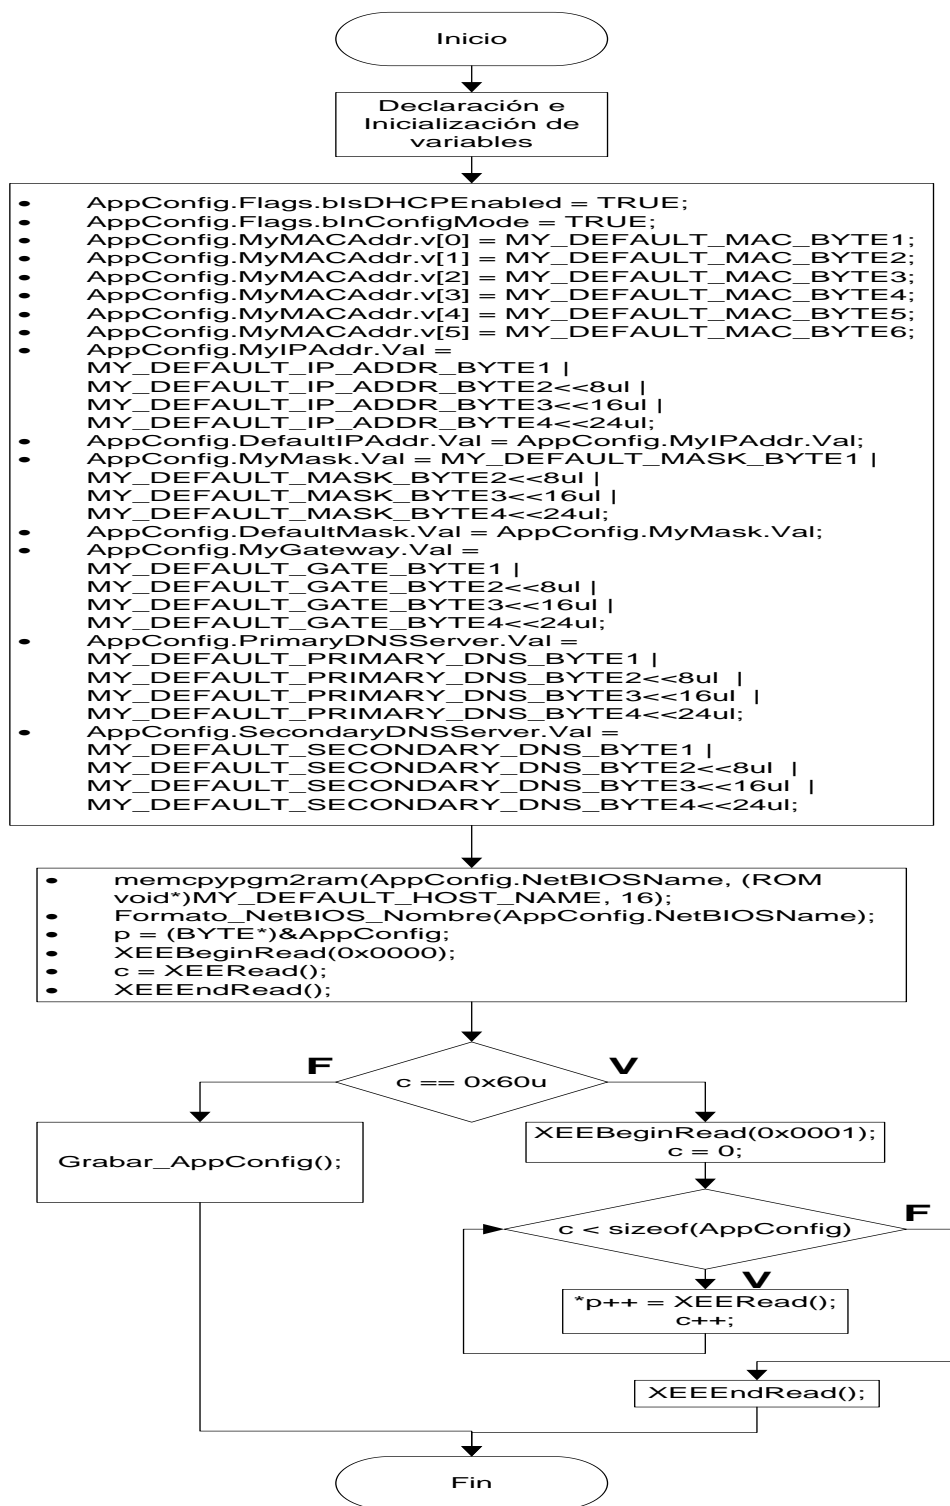 Inicio
Declaración e
Inicialización de
variables
• AppConfig.Flags.bIsDHCPEnabled = TRUE;
• AppConfig.Flags.bInConfigMode = TRUE;
• AppConfig.MyMACAddr.v[0] = MY_DEFAULT_MAC_BYTE1;
• AppConfig.MyMACAddr.v[1] = MY_DEFAULT_MAC_BYTE2;
• AppConfig.MyMACAddr.v[2] = MY_DEFAULT_MAC_BYTE3;
• AppConfig.MyMACAddr.v[3] = MY_DEFAULT_MAC_BYTE4;
• AppConfig.MyMACAddr.v[4] = MY_DEFAULT_MAC_BYTE5;
• AppConfig.MyMACAddr.v[5] = MY_DEFAULT_MAC_BYTE6;
• AppConfig.MyIPAddr.Val =
MY_DEFAULT_IP_ADDR_BYTE1 |
MY_DEFAULT_IP_ADDR_BYTE2<<8ul |
MY_DEFAULT_IP_ADDR_BYTE3<<16ul |
MY_DEFAULT_IP_ADDR_BYTE4<<24ul;
• AppConfig.DefaultIPAddr.Val = AppConfig.MyIPAddr.Val;
• AppConfig.MyMask.Val = MY_DEFAULT_MASK_BYTE1 |
MY_DEFAULT_MASK_BYTE2<<8ul |
MY_DEFAULT_MASK_BYTE3<<16ul |
MY_DEFAULT_MASK_BYTE4<<24ul;
• AppConfig.DefaultMask.Val = AppConfig.MyMask.Val;
• AppConfig.MyGateway.Val =
MY_DEFAULT_GATE_BYTE1 |
MY_DEFAULT_GATE_BYTE2<<8ul |
MY_DEFAULT_GATE_BYTE3<<16ul |
MY_DEFAULT_GATE_BYTE4<<24ul;
• AppConfig.PrimaryDNSServer.Val =
MY_DEFAULT_PRIMARY_DNS_BYTE1 |
MY_DEFAULT_PRIMARY_DNS_BYTE2<<8ul |
MY_DEFAULT_PRIMARY_DNS_BYTE3<<16ul |
MY_DEFAULT_PRIMARY_DNS_BYTE4<<24ul;
• AppConfig.SecondaryDNSServer.Val =
MY_DEFAULT_SECONDARY_DNS_BYTE1 |
MY_DEFAULT_SECONDARY_DNS_BYTE2<<8ul |
MY_DEFAULT_SECONDARY_DNS_BYTE3<<16ul |
MY_DEFAULT_SECONDARY_DNS_BYTE4<<24ul;
• memcpypgm2ram(AppConfig.NetBIOSName, (ROM
void*)MY_DEFAULT_HOST_NAME, 16);
• Formato_NetBIOS_Nombre(AppConfig.NetBIOSName);
• p = (BYTE*)&AppConfig;
• XEEBeginRead(0x0000);
• c = XEERead();
• XEEEndRead();
F
V
c == 0x60u
Grabar_AppConfig();
XEEBeginRead(0x0001);
c = 0;
c < sizeof(AppConfig)
F
V
*p++ = XEERead();
c++;
XEEEndRead();
Fin